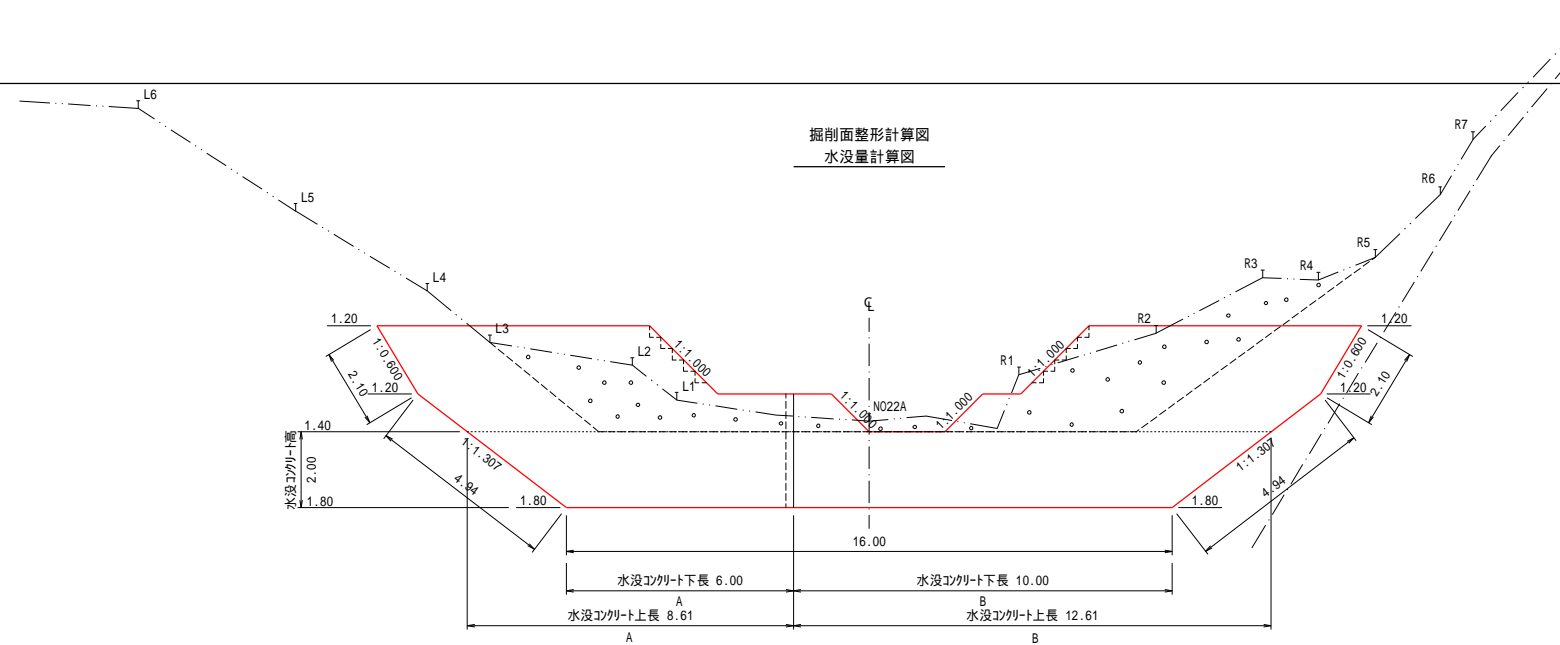 L6
掘削面整形計算図
水没量計算図
R7
R6
L5
R5
R3
R4
L4
℄
1.20
L3
R2
1.20
1:1.000
1:1.000
1:0.600
1:0.600
L2
R1
2.10
2.10
1.20
L1
1.20
1:1.000
NO22A
1:1.000
1.40
水没コンクリート高
2.00
1:1.307
1:1.307
4.94
4.94
1.80
1.80
1.80
16.00
水没コンクリート下長 6.00
水没コンクリート下長 10.00
A
B
水没コンクリート上長 8.61
水没コンクリート上長 12.61
A
B